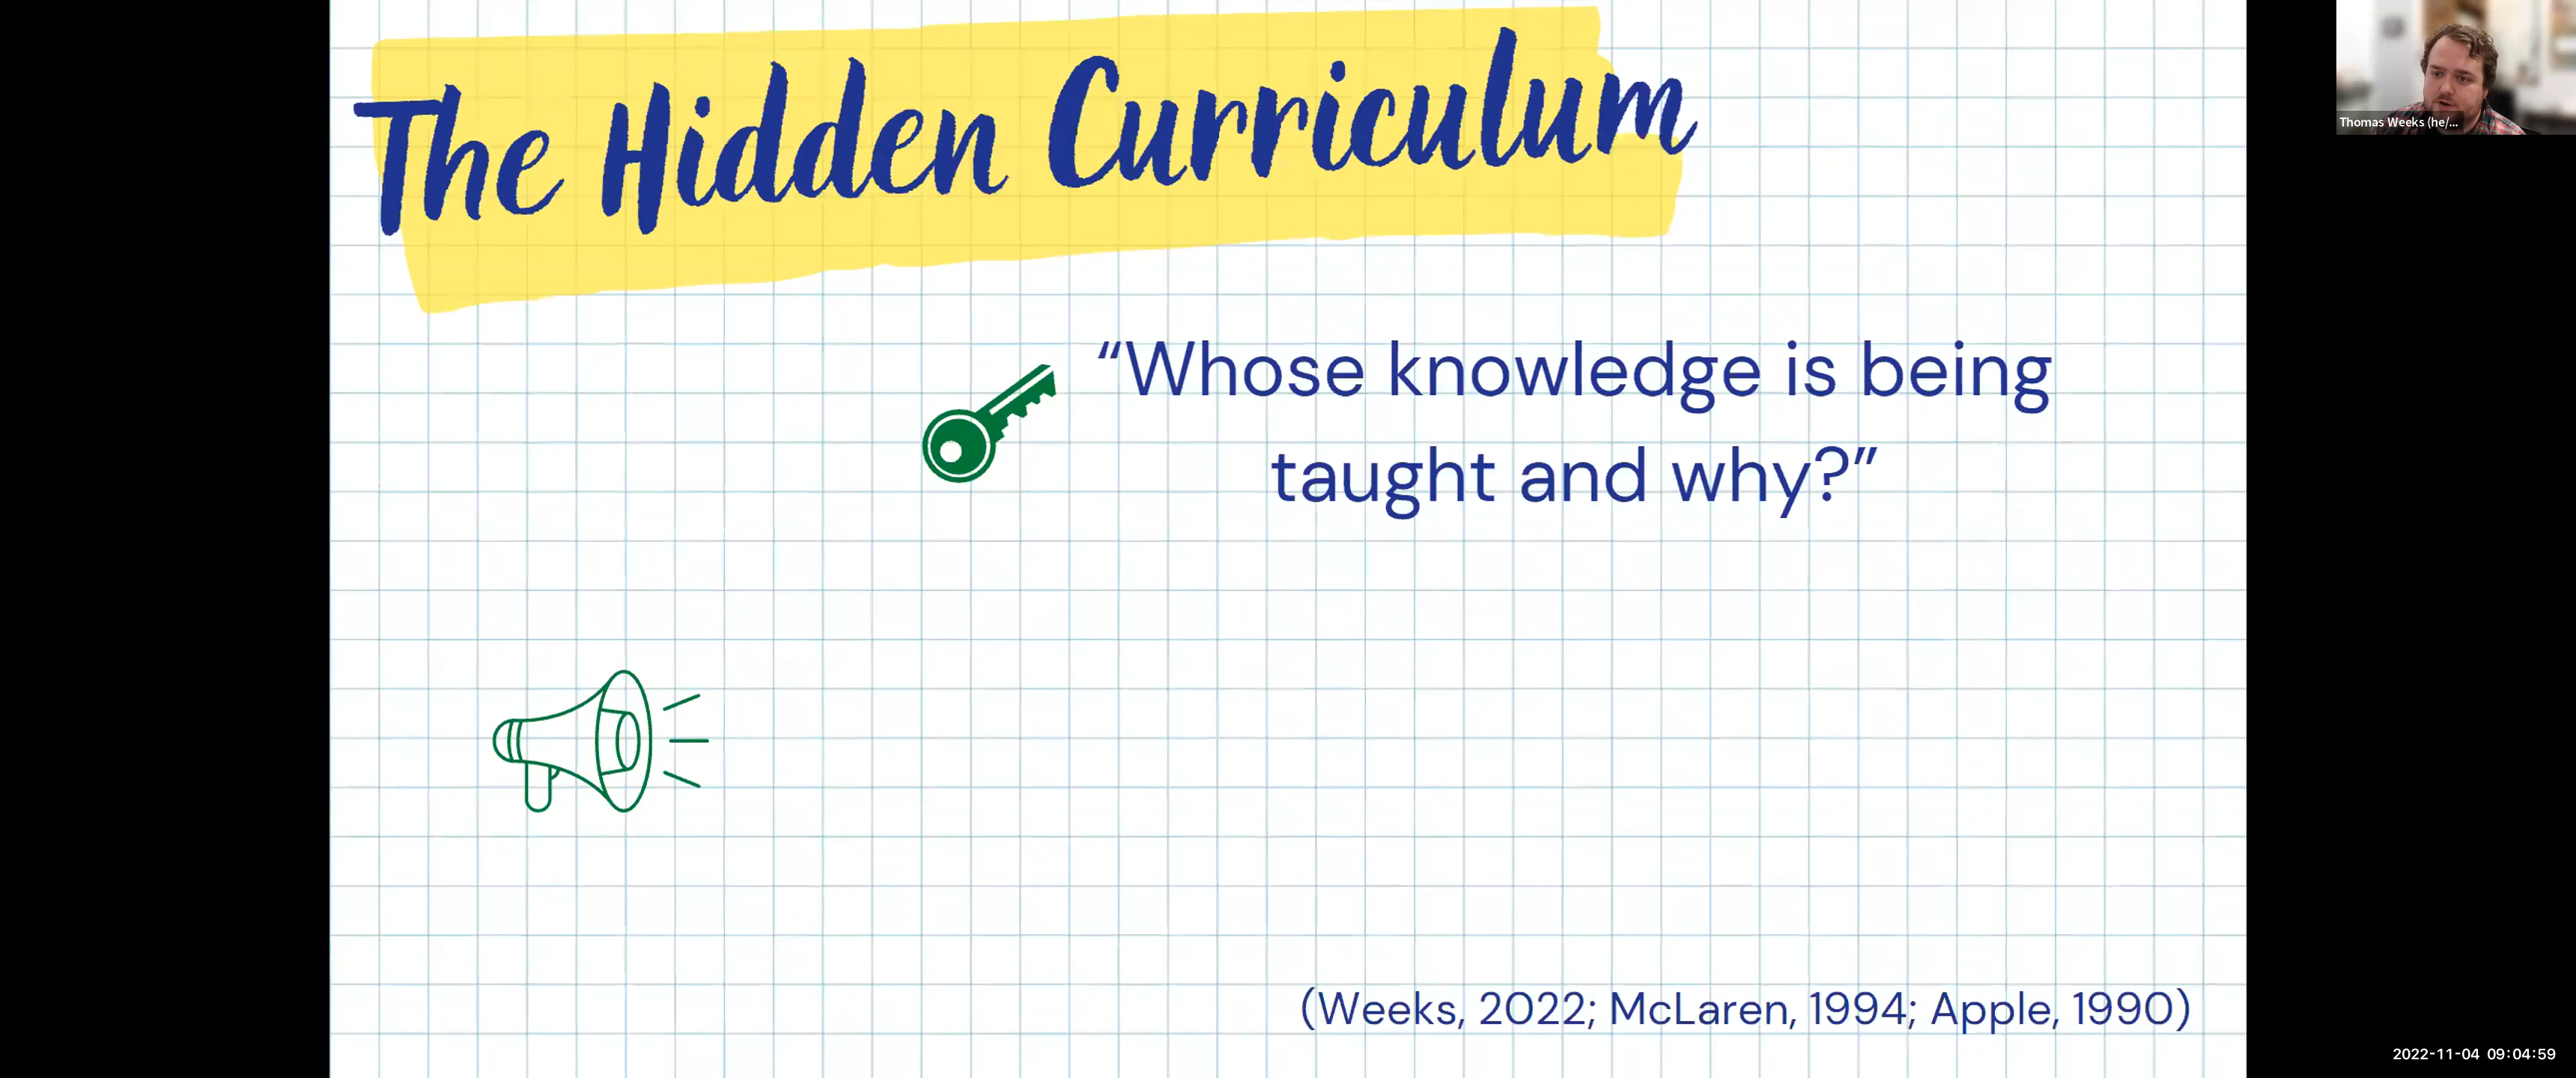 The Hidden Curriculum
Thomas Weeks (he/...
“Whose knowledge is being
taught and why?”
(Weeks, 2022; McLaren, 1994; Apple, 1990)
2022-11-04 09:04:59